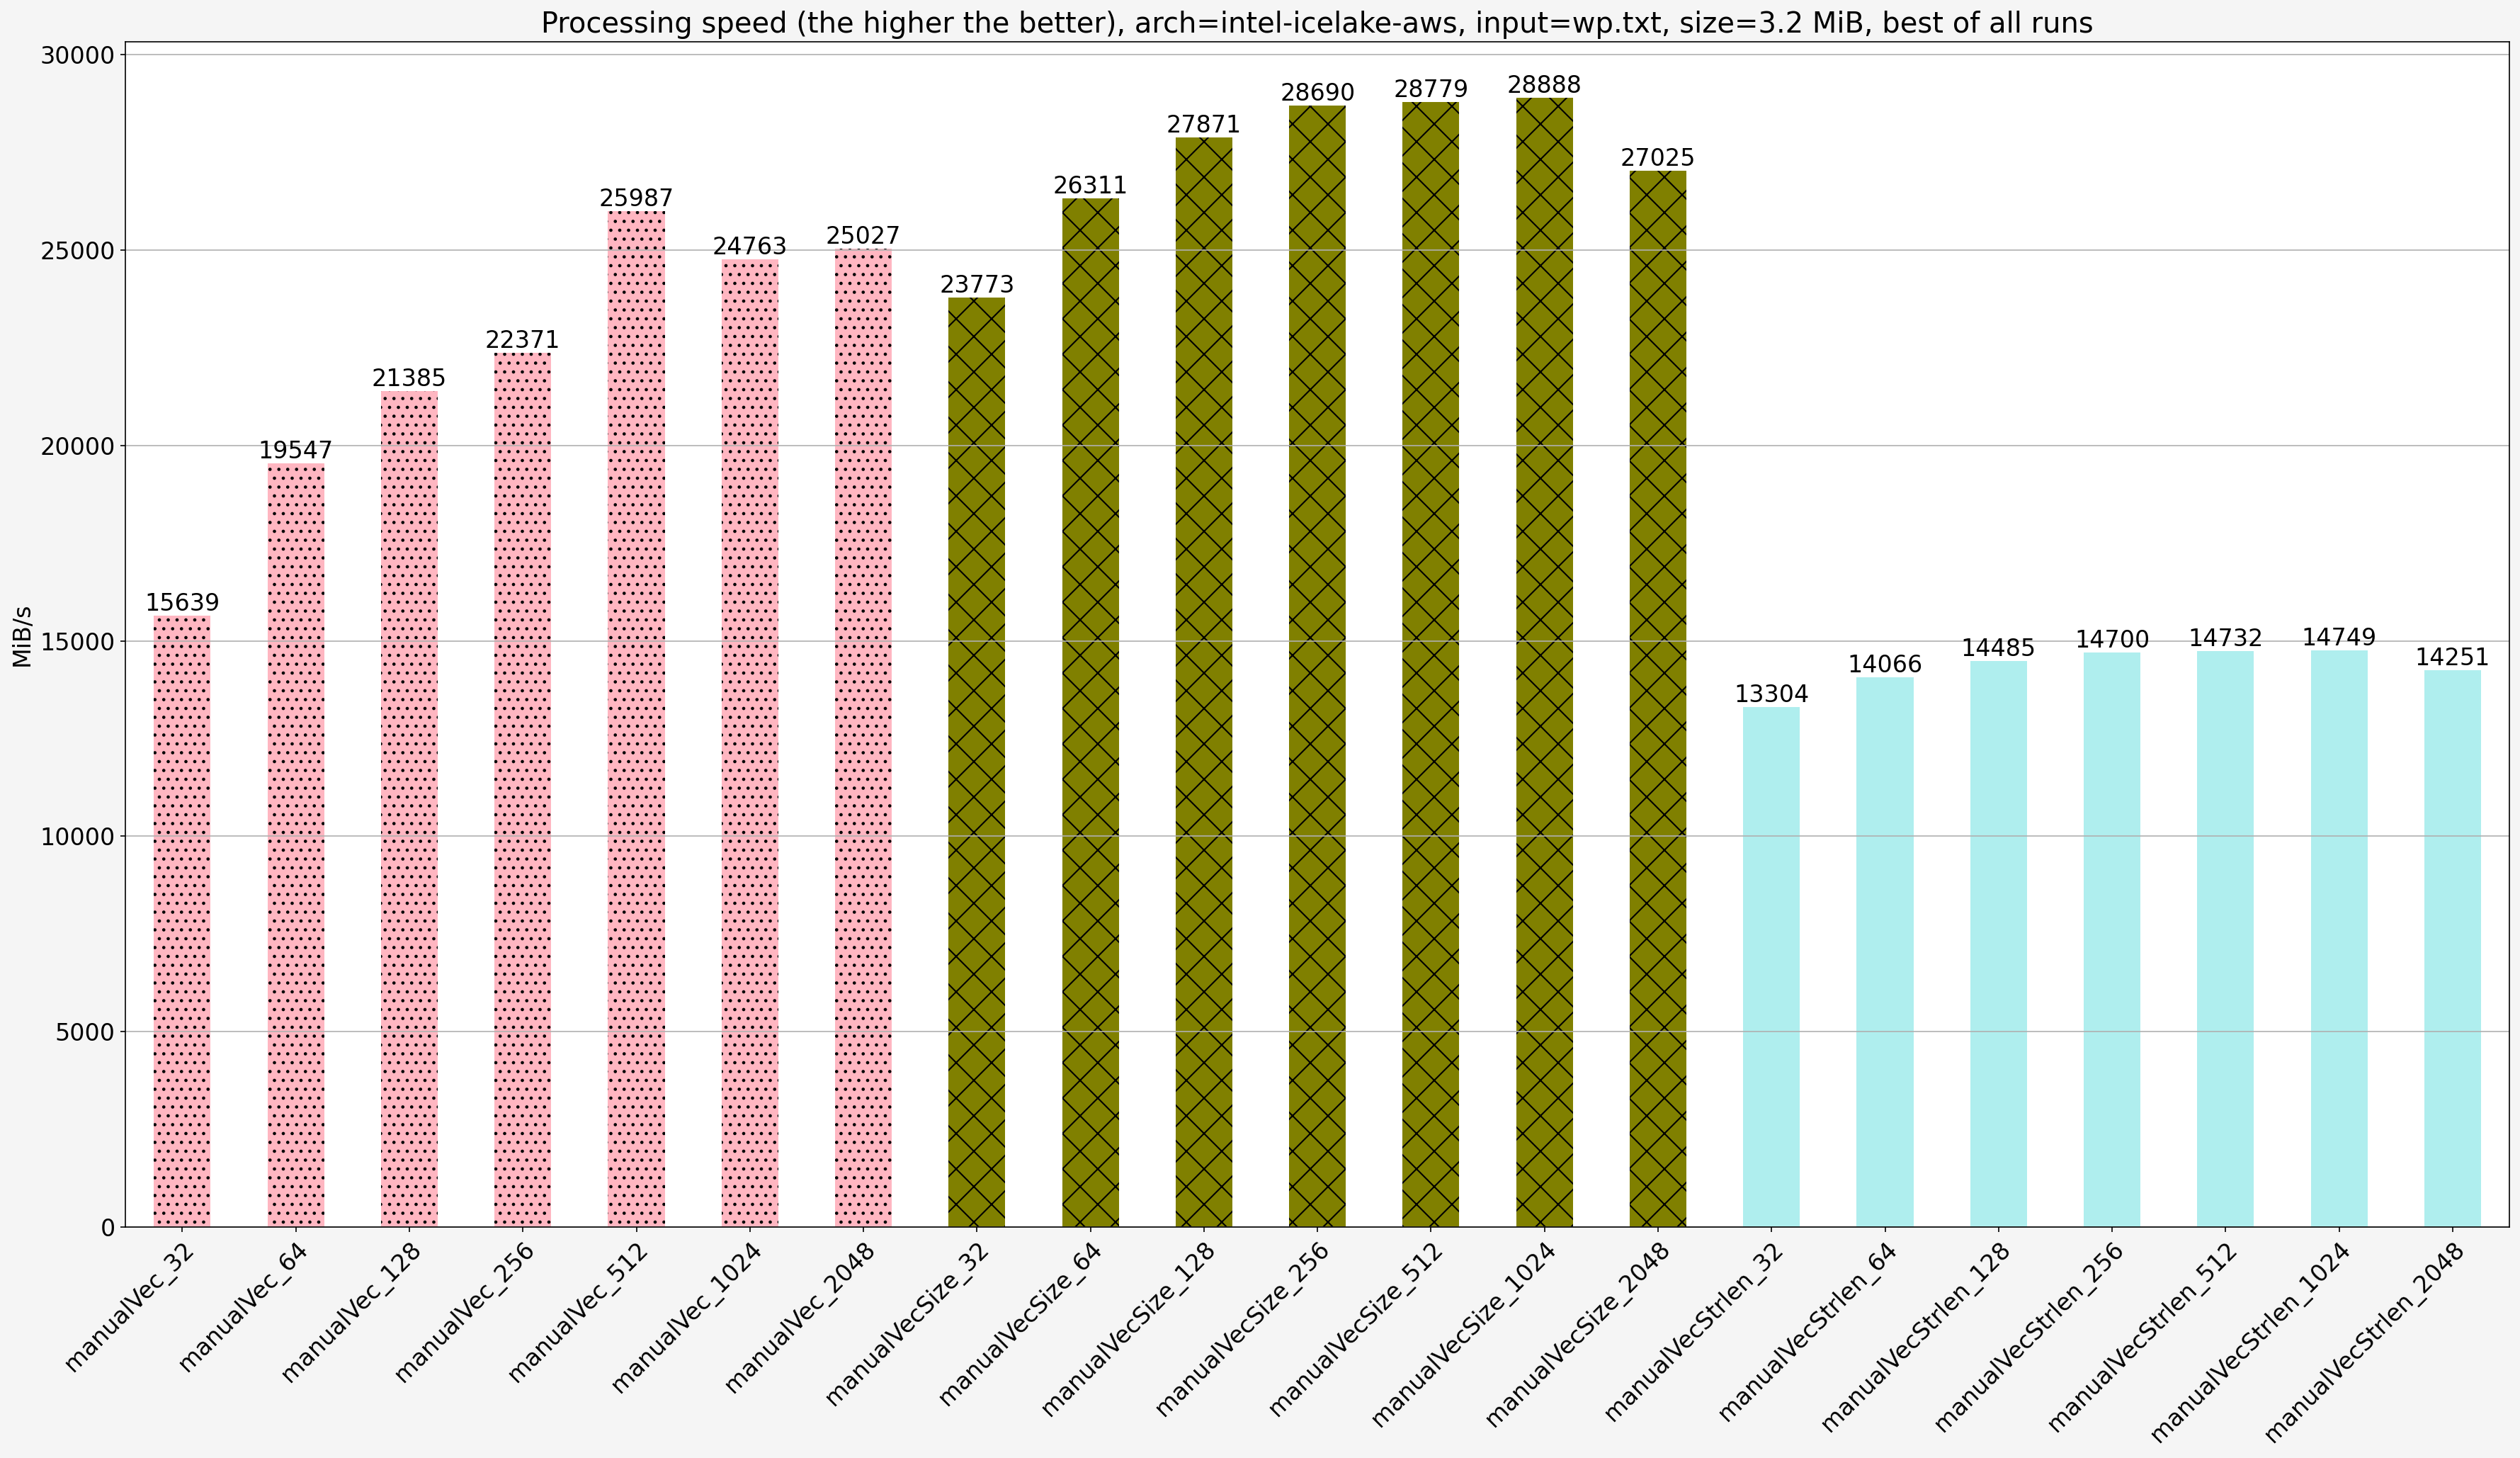 Processing speed (the higher the better), arch=intel-icelake-aws, input=wp.txt, size=3.2 MiB, best of all runs
MiB/s
30000
25000
20000
15000
10000
5000
0
15639
19547
21385
22371
25987
24763
25027
23773
26311
27871
28690
28779
28888
27025
13304
14066
14485
14700
14732
14749
14251
manualVec_32
manualVec_64
manualVec_128
manualVec_256
manualVec_512
manualVec_1024
manualVec_2048
manualVecSize_32
manualVecSize_64
manualVecSize_128
manualVecSize_256
manualVecSize_512
manualVecSize_1024
manualVecSize_2048
manualVecStrlen_32
manualVecStrlen_64
manualVecStrlen_128
manualVecStrlen_256
manualVecStrlen_512
manualVecStrlen_1024
manualVecStrlen_2048